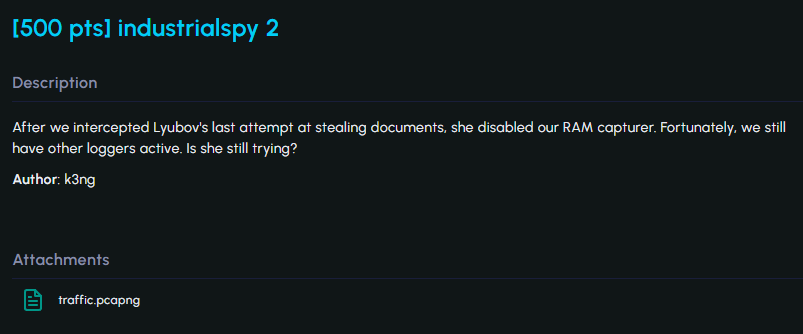 [500 pts] industrialspy 2
Description
After we intercepted Lyubov's last attempt at stealing documents, she disabled our RAM capturer. Fortunately, we still
have other loggers active. Is she still trying?
Author: k3ng
Attachments
traffic.pcapng